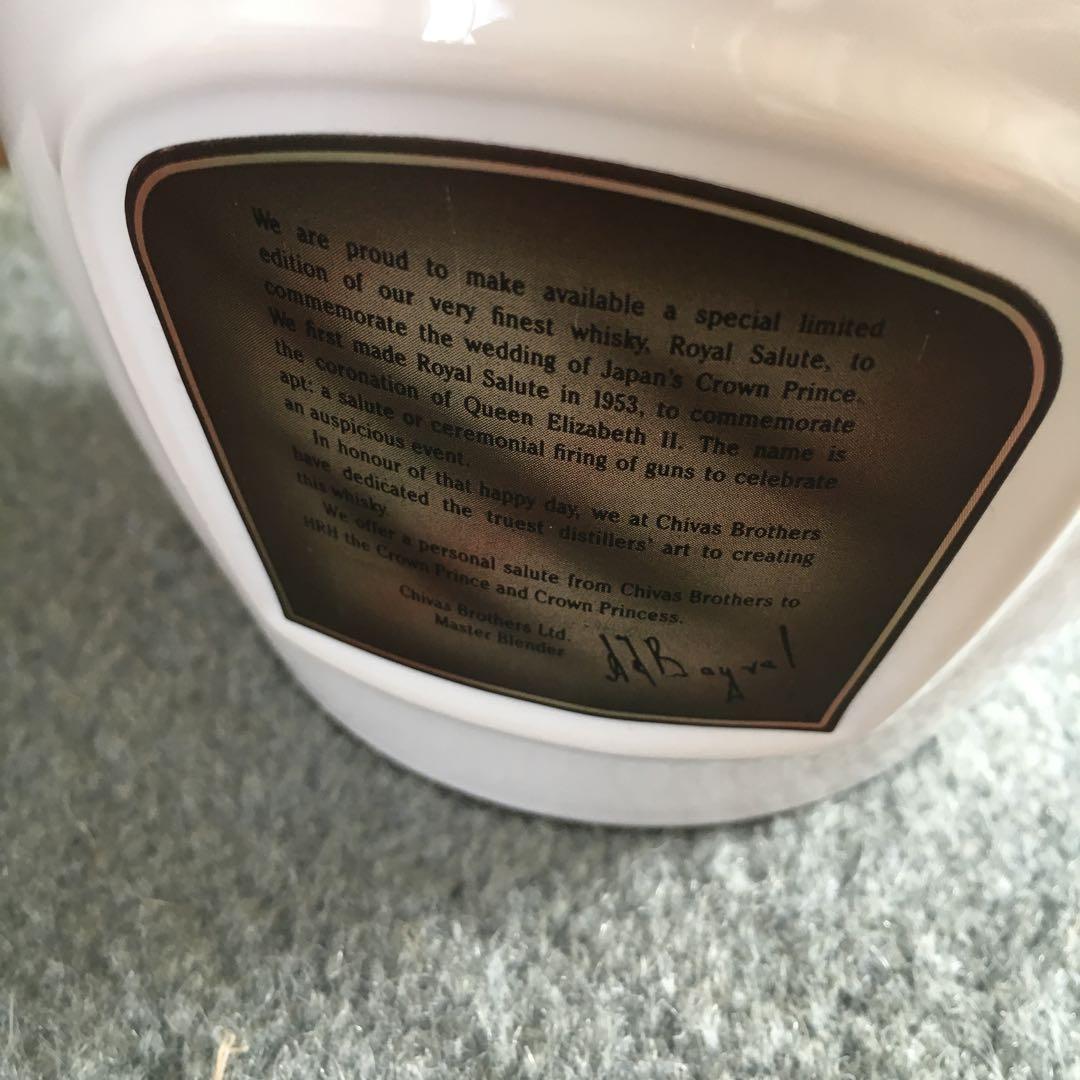 We are proud to make available a special limited
edition of our very finest whisky, Royal Salute, to
commemorate the wedding of Japan's Crown Prince.
We first made Royal Salute in 1953, to commemorate
the coronation of Queen Elizabeth II. The name is
apt: a salute or ceremonial firing of guns to celebrate
an auspicious event.
In honour of that happy day, we at Chivas Brothers
have dedicated the truest distillers' art to creating
this whisky.
We offer a personal salute from Chivas Brothers to
HRH the Crown Prince and Crown Princess.
Chivas Brothers Ltd.
Master Blender